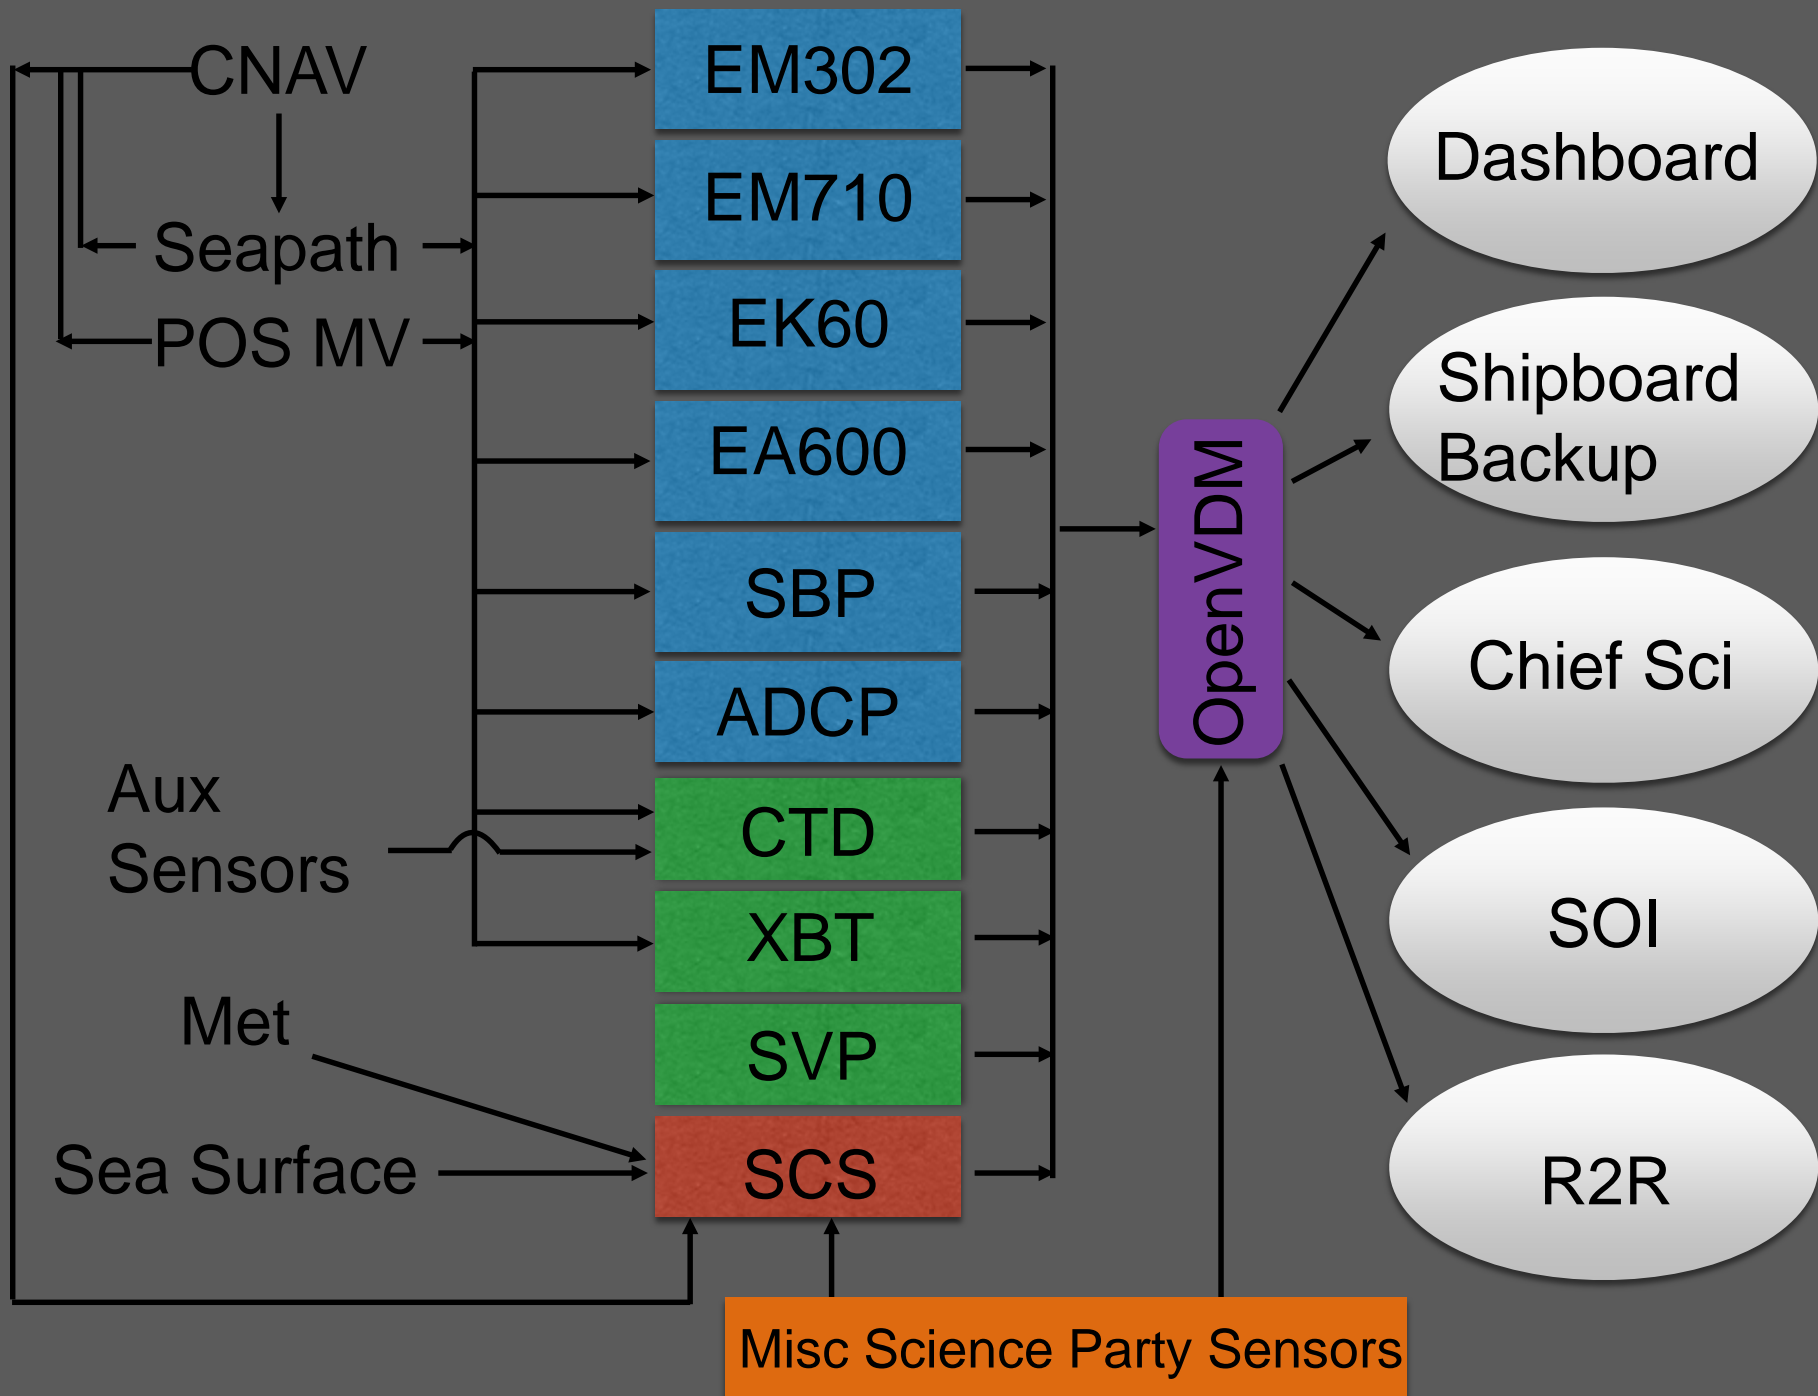 CNAV
Seapath
POS MV
Aux
Sensors
Met
Sea Surface
EM302
EM710
EK60
EA600
SBP
ADCP
CTD
XBT
SVP
SCS
Misc Science Party Sensors
OpenVDM
Dashboard
Shipboard
Backup
Chief Sci
SOI
R2R